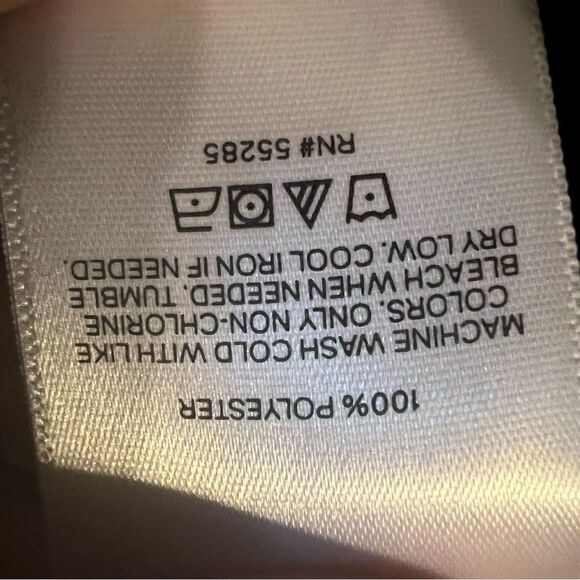 100% POLYESTER
MACHINE WASH COLD WITH LIKE
COLORS. ONLY NON-CHLORINE
BLEACH WHEN NEEDED. TUMBLE
DRY LOW. COOL IRON IF NEEDED.
RN# 55285